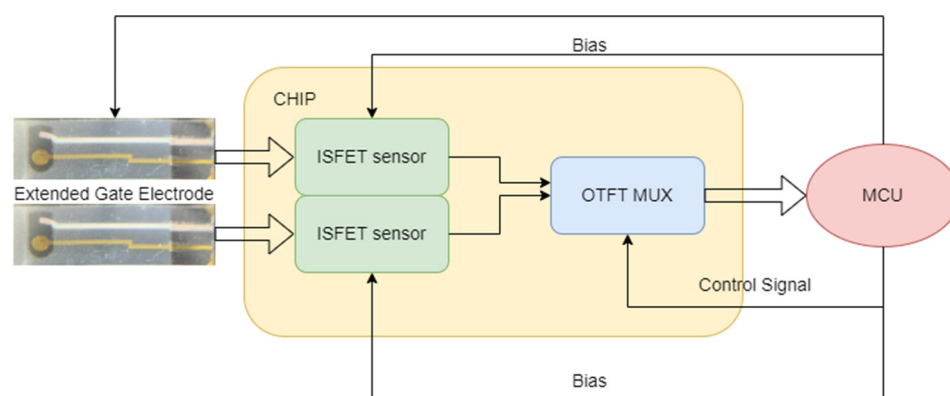 Bias
CHIP
ISFET sensor
Extended Gate Electrode
OTFT MUX
MCU
ISFET sensor
Control Signal
Bias